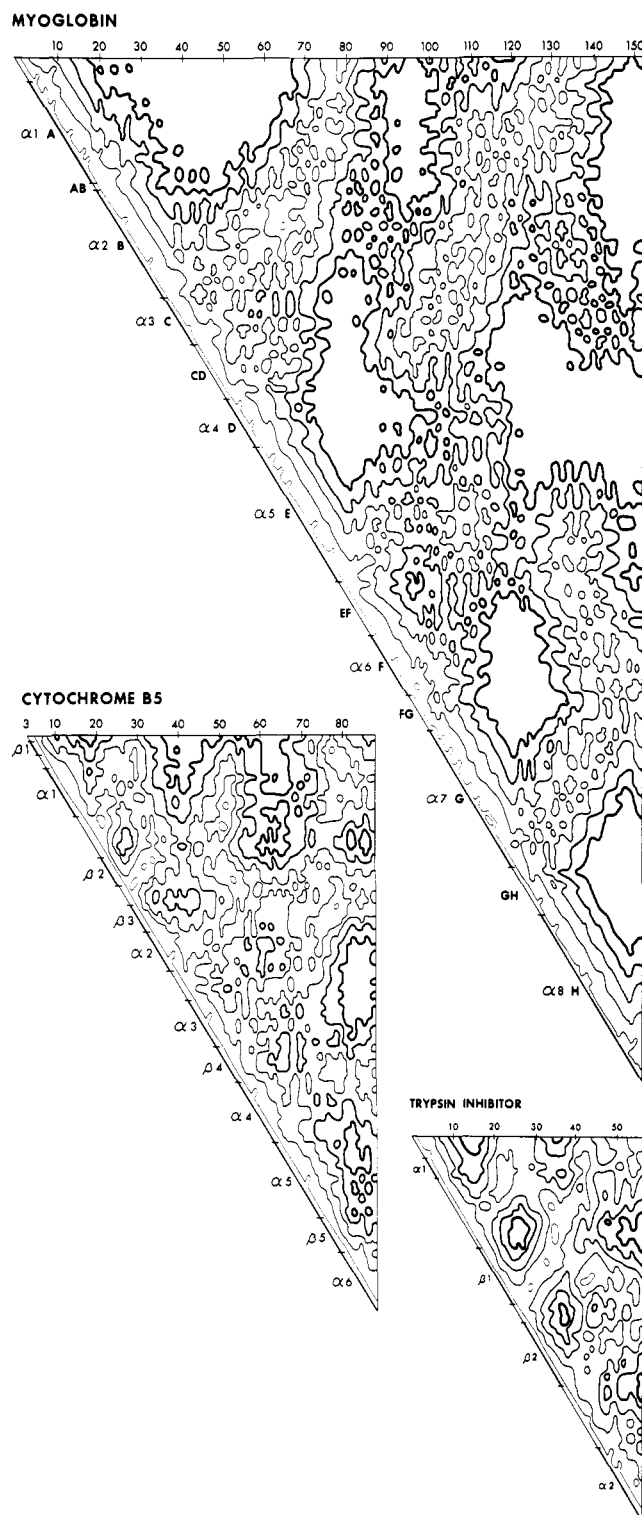 MYOGLOBIN
10 20 30 40 50 60 70 80 90 100 110 120 130 140 150
α1 A
AB
α2 B
α3 C
CD
α4 D
α5 E
EF
α6 F
FG
α7 G
GH
α8 H
CYTOCHROME B5
3 10 20 30 40 50 60 70 80
β1
α1
β2
β3
α2
α3
β4
α4
α5
β5
α6
TRYPSIN INHIBITOR
10 20 30 40 50
α1
β1
β2
α2